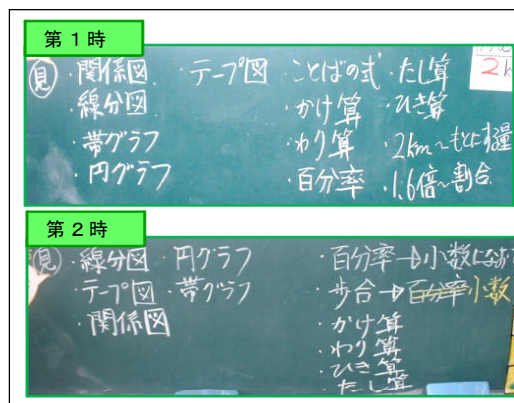 第1時
見 ・関係図 ・テープ図 ・ことばの式 ・たし算
・線分図 ・かけ算 ・ひき算
・帯グラフ ・わり算 ・2km〜もとにする量
・円グラフ ・百分率 ・1.6倍〜割合
2k
第2時
見 ・線分図 ・円グラフ ・百分率→小数になおす
・テープ図 ・帯グラフ ・歩合→百分率小数
・関係図 ・かけ算
・わり算
・ひき算
・たし算